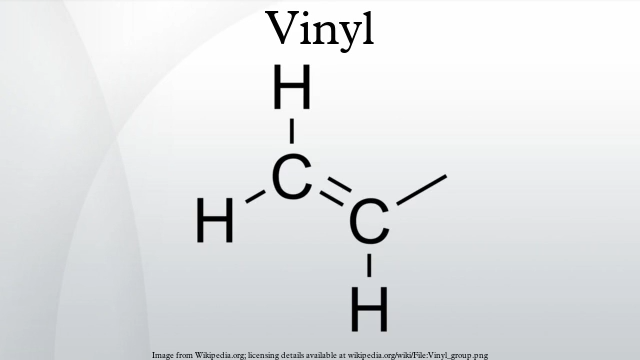 Vinyl
H
C
H
C
H
Image from Wikipedia.org; licensing details available at wikipedia.org/wiki/File:Vinyl_group.png